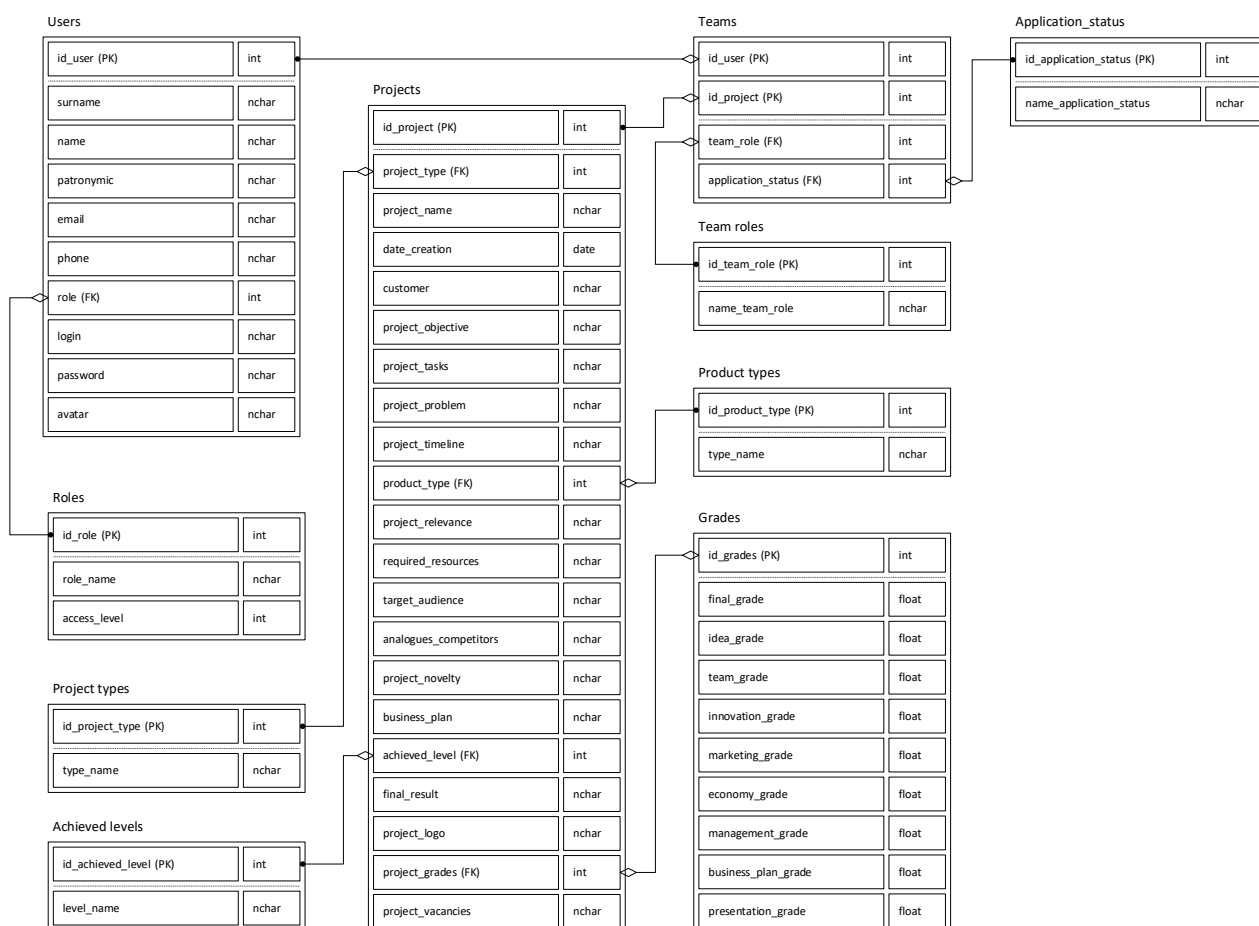 Users
id_user (PK) int
surname nchar
name nchar
patronymic nchar
email nchar
phone nchar
role (FK) int
login nchar
password nchar
avatar nchar
Roles
id_role (PK) int
role_name nchar
access_level int
Project types
id_project_type (PK) int
type_name nchar
Achieved levels
id_achieved_level (PK) int
level_name nchar
Projects
id_project (PK) int
project_type (FK) int
project_name nchar
date_creation date
customer nchar
project_objective nchar
project_tasks nchar
project_problem nchar
project_timeline nchar
product_type (FK) int
project_relevance nchar
required_resources nchar
target_audience nchar
analogues_competitors nchar
project_novelty nchar
business_plan nchar
achieved_level (FK) int
final_result nchar
project_logo nchar
project_grades (FK) int
project_vacancies nchar
Teams
id_user (PK) int
id_project (PK) int
team_role (FK) int
application_status (FK) int
Team roles
id_team_role (PK) int
name_team_role nchar
Product types
id_product_type (PK) int
type_name nchar
Grades
id_grades (PK) int
final_grade float
idea_grade float
team_grade float
innovation_grade float
marketing_grade float
economy_grade float
management_grade float
business_plan_grade float
presentation_grade float
Application_status
id_application_status (PK) int
name_application_status nchar